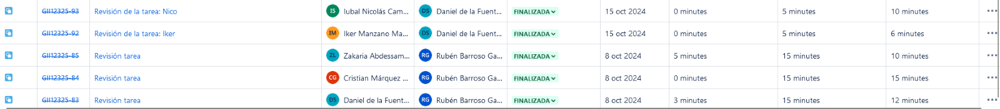 GII12325-93 Revisión de la tarea: Nico IS Iubal Nicolás Cam... DS Daniel de la Fuent... FINALIZADA 15 oct 2024 0 minutes 5 minutes 10 minutes
GII12325-92 Revisión de la tarea: Iker IM Iker Manzano Ma... DS Daniel de la Fuent... FINALIZADA 15 oct 2024 0 minutes 5 minutes 6 minutes
GII12325-85 Revisión tarea ZL Zakaria Abdessam... RG Rubén Barroso Ga... FINALIZADA 8 oct 2024 5 minutes 15 minutes 10 minutes
GII12325-84 Revisión tarea CG Cristian Márquez ... RG Rubén Barroso Ga... FINALIZADA 8 oct 2024 0 minutes 15 minutes 15 minutes
GII12325-83 Revisión tarea DS Daniel de la Fuent... RG Rubén Barroso Ga... FINALIZADA 8 oct 2024 3 minutes 15 minutes 12 minutes